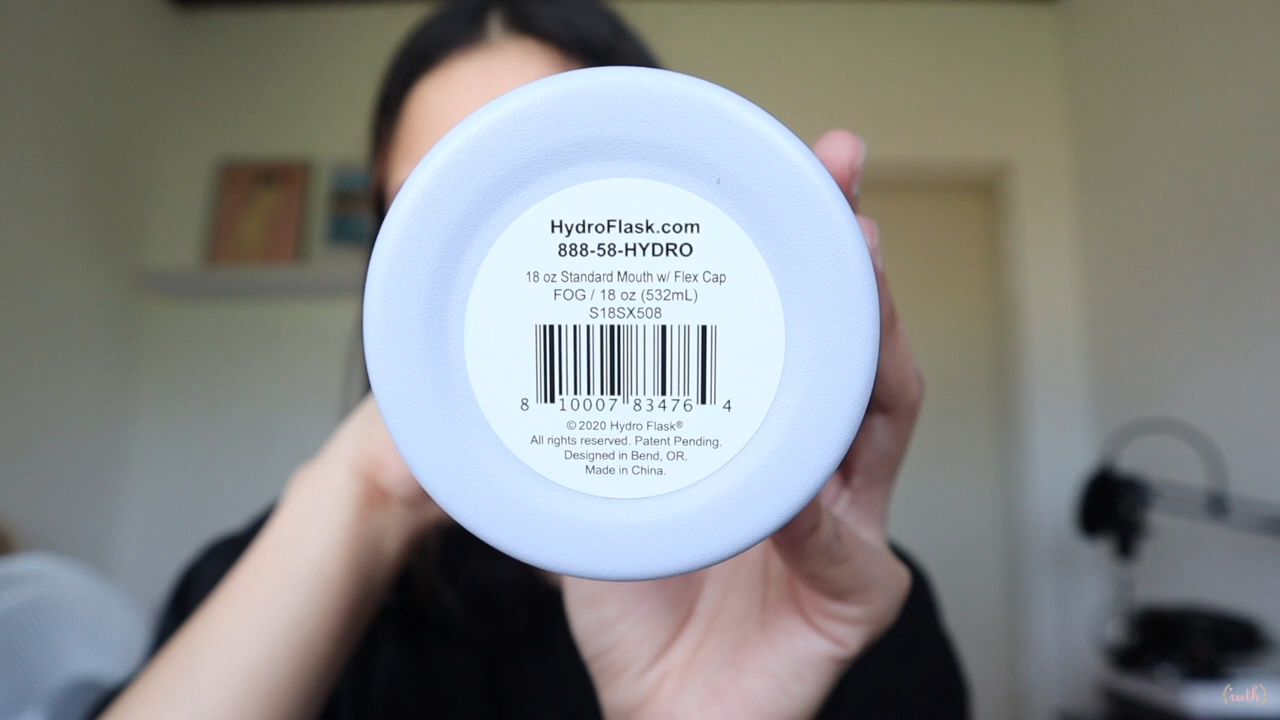 HydroFlask.com
888-58-HYDRO
18 oz Standard Mouth w/ Flex Cap
FOG / 18 oz (532mL)
S18SX508
8 10007 83476 4
© 2020 Hydro Flask®
All rights reserved. Patent Pending.
Designed in Bend, OR.
Made in China.
(ruth)